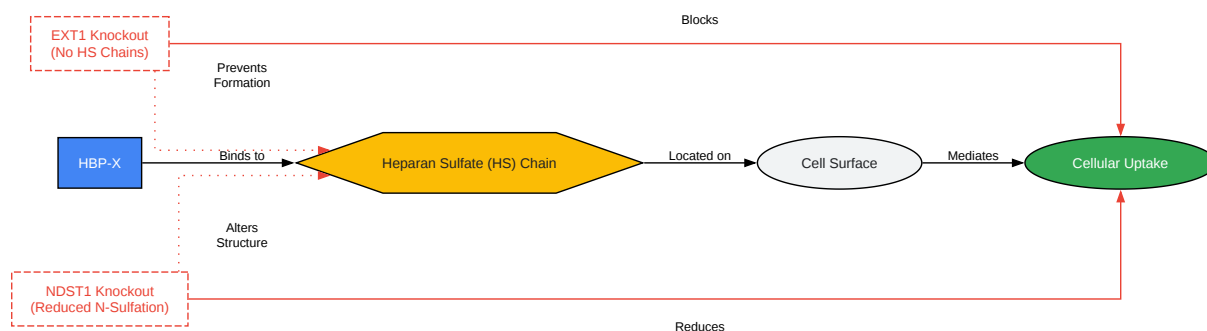 Blocks
EXT1 Knockout
(No HS Chains)
Prevents
Formation
HBP-X
Binds to
Heparan Sulfate (HS) Chain
Located on
Cell Surface
Mediates
Cellular Uptake
Alters
Structure
NDST1 Knockout
(Reduced N-Sulfation)
Reduces